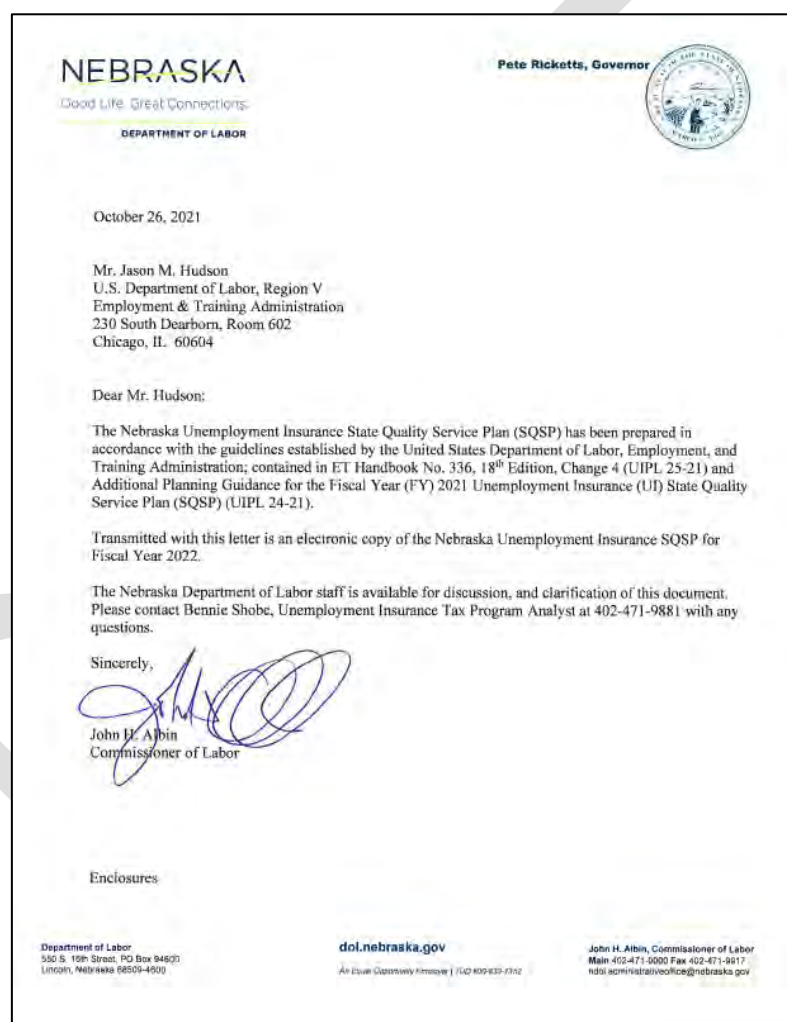 NEBRASKA
Good Life. Great Connections.
DEPARTMENT OF LABOR
Pete Ricketts, Governor
October 26, 2021
Mr. Jason M. Hudson
U.S. Department of Labor, Region V
Employment & Training Administration
230 South Dearborn, Room 602
Chicago, IL 60604
Dear Mr. Hudson:
The Nebraska Unemployment Insurance State Quality Service Plan (SQSP) has been prepared in
accordance with the guidelines established by the United States Department of Labor, Employment, and
Training Administration; contained in ET Handbook No. 336, 18th Edition, Change 4 (UIPL 25-21) and
Additional Planning Guidance for the Fiscal Year (FY) 2021 Unemployment Insurance (UI) State Quality
Service Plan (SQSP) (UIPL 24-21).
Transmitted with this letter is an electronic copy of the Nebraska Unemployment Insurance SQSP for
Fiscal Year 2022.
The Nebraska Department of Labor staff is available for discussion, and clarification of this document.
Please contact Bennie Shobe, Unemployment Insurance Tax Program Analyst at 402-471-9881 with any
questions.
Sincerely,
John H. Albin
Commissioner of Labor
Enclosures
Department of Labor
550 S. 16th Street, PO Box 94600
Lincoln, Nebraska 68509-4600
dol.nebraska.gov
An Equal Opportunity Employer | TDD
John H. Albin, Commissioner of Labor
Main 402-471-9000 Fax 402-471-9917
ndol.administrativeoffice@nebraska.gov